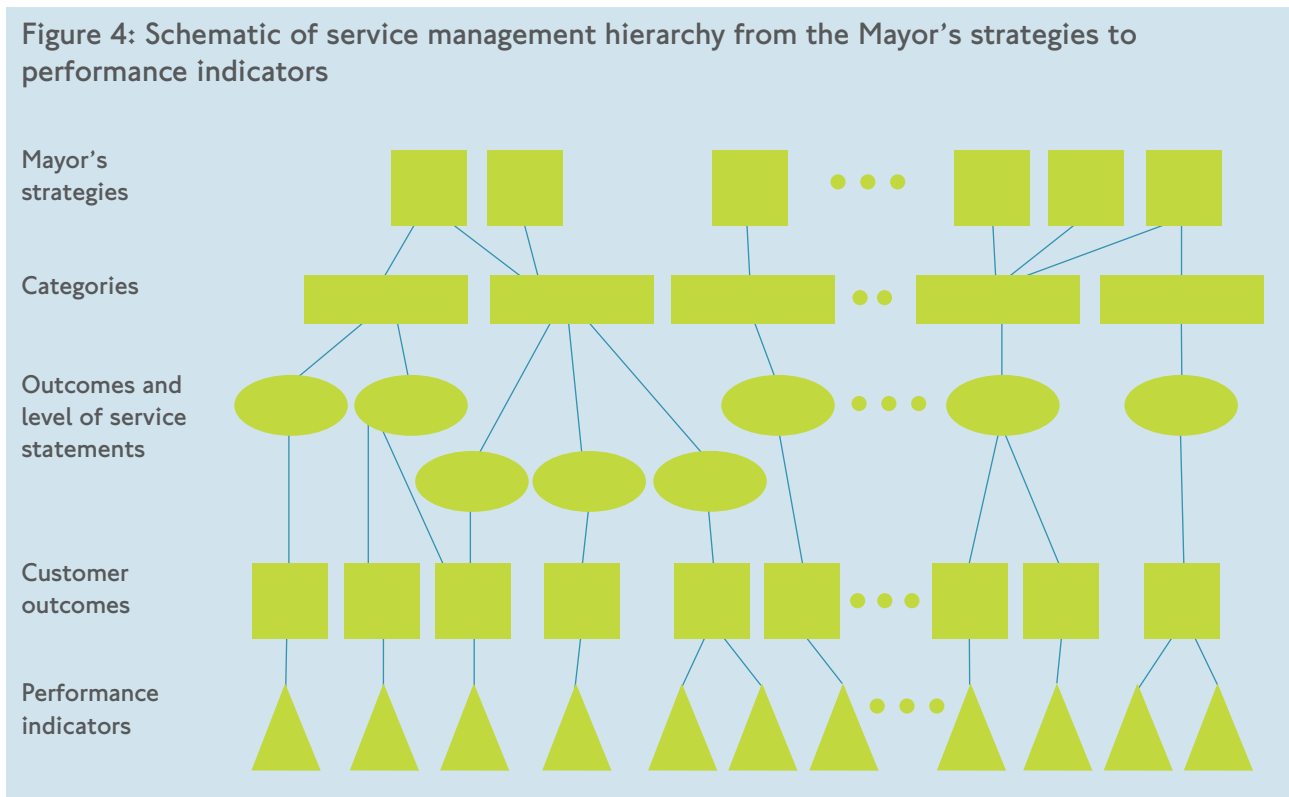 Figure 4: Schematic of service management hierarchy from the Mayor’s strategies to
performance indicators
Mayor’s
strategies
Categories
Outcomes and
level of service
statements
Customer
outcomes
Performance
indicators